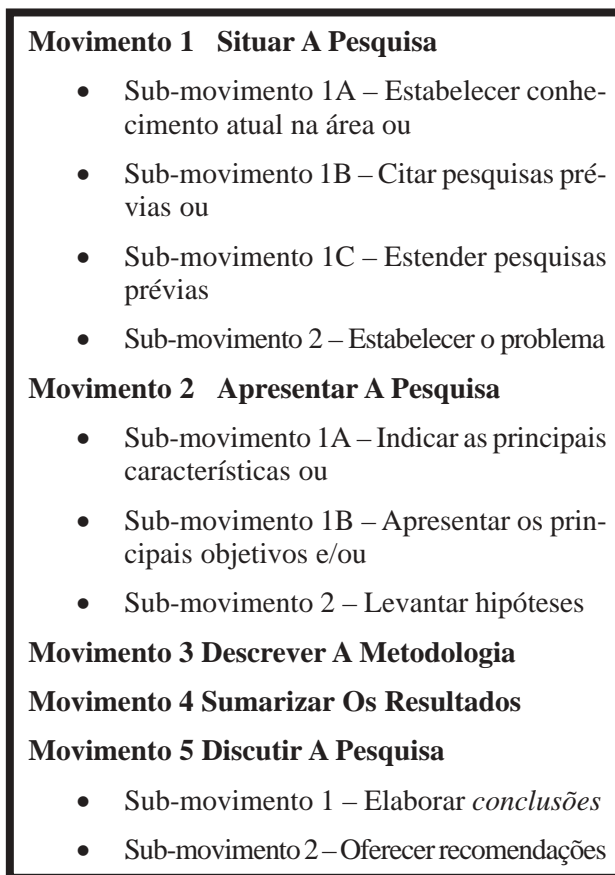 Movimento 1 Situar A Pesquisa
• Sub-movimento 1A – Estabelecer conhe-
cimento atual na área ou
• Sub-movimento 1B – Citar pesquisas pré-
vias ou
• Sub-movimento 1C – Estender pesquisas
prévias
• Sub-movimento 2 – Estabelecer o problema
Movimento 2 Apresentar A Pesquisa
• Sub-movimento 1A – Indicar as principais
características ou
• Sub-movimento 1B – Apresentar os prin-
cipais objetivos e/ou
• Sub-movimento 2 – Levantar hipóteses
Movimento 3 Descrever A Metodologia
Movimento 4 Sumarizar Os Resultados
Movimento 5 Discutir A Pesquisa
• Sub-movimento 1 – Elaborar conclusões
• Sub-movimento 2 – Oferecer recomendações